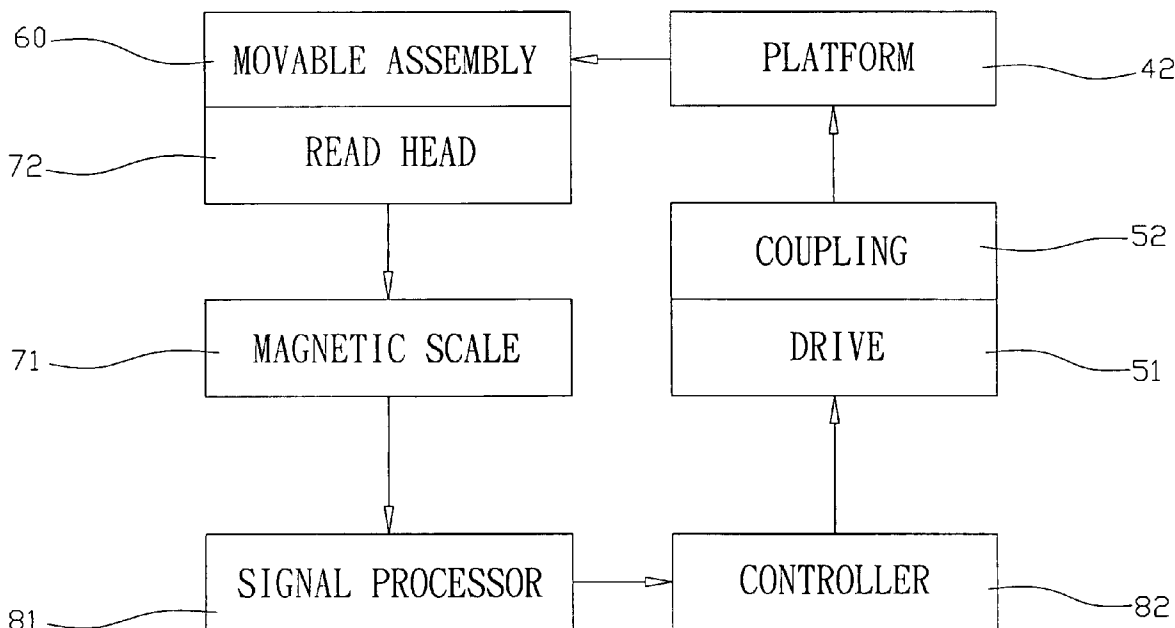 60
MOVABLE ASSEMBLY
PLATFORM
42
72
READ HEAD
COUPLING
52
71
MAGNETIC SCALE
DRIVE
51
81
SIGNAL PROCESSOR
CONTROLLER
82